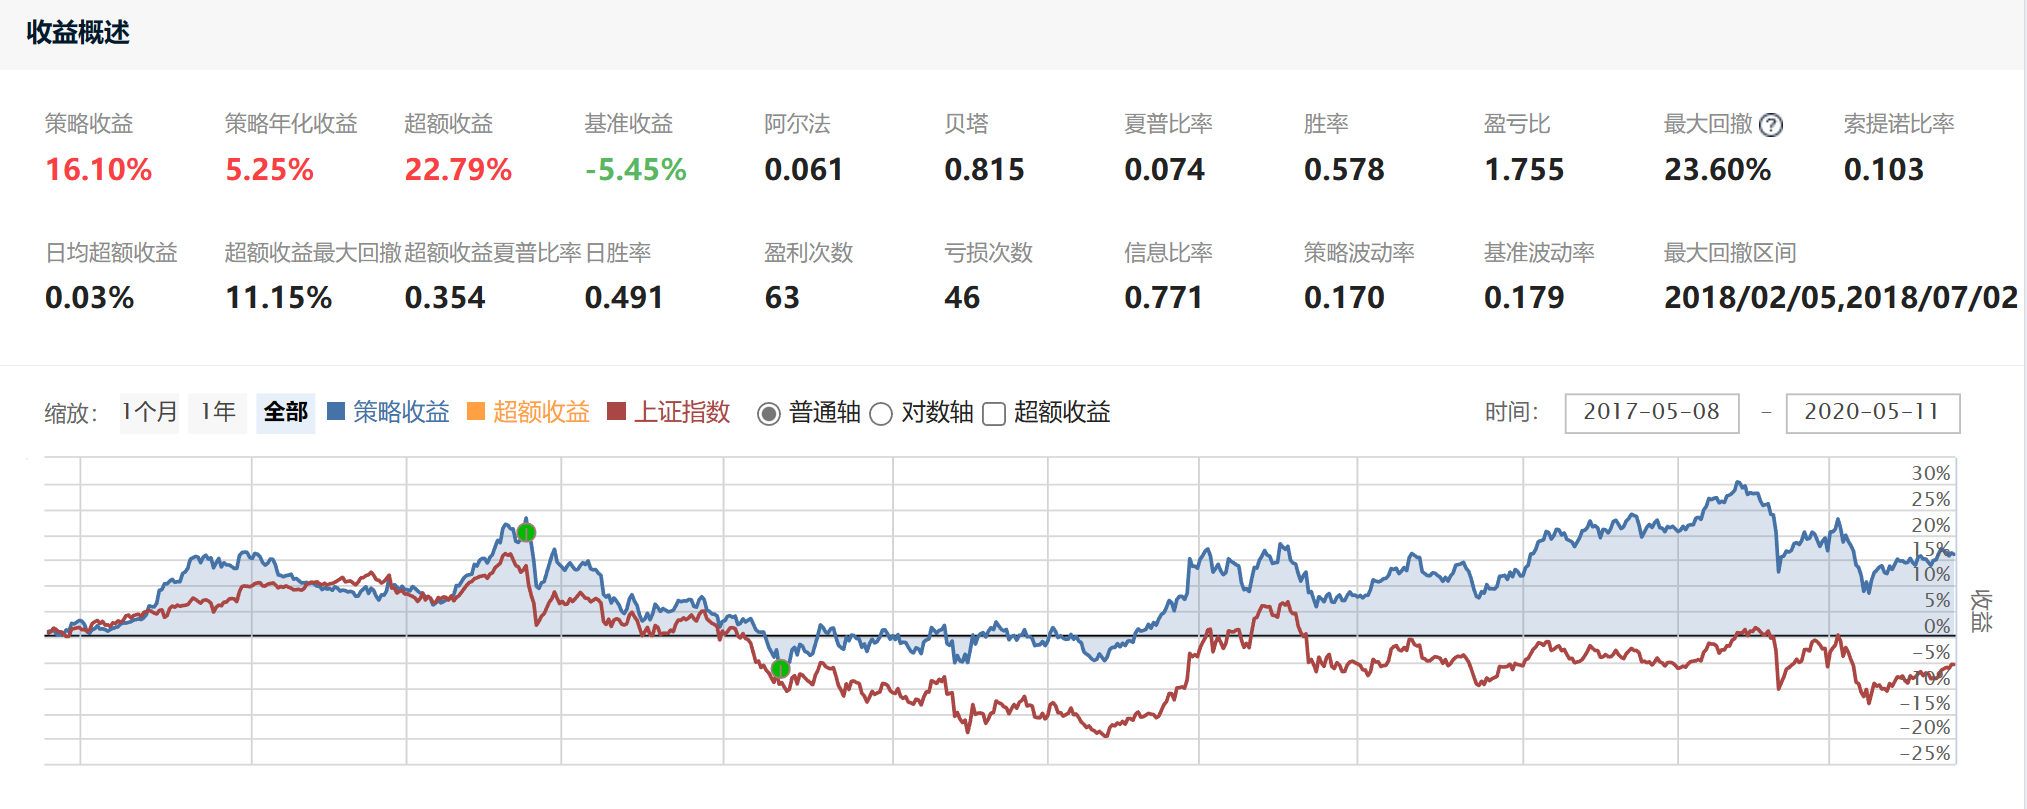 收益概述
策略收益 策略年化收益 超额收益 基准收益 阿尔法 贝塔 夏普比率 胜率 盈亏比 最大回撤 ? 索提诺比率
16.10% 5.25% 22.79% -5.45% 0.061 0.815 0.074 0.578 1.755 23.60% 0.103
日均超额收益 超额收益最大回撤 超额收益夏普比率 日胜率 盈利次数 亏损次数 信息比率 策略波动率 基准波动率 最大回撤区间
0.03% 11.15% 0.354 0.491 63 46 0.771 0.170 0.179 2018/02/05,2018/07/02
缩放: 1个月 1年 全部 策略收益 超额收益 上证指数 普通轴 对数轴 超额收益 时间: 2017-05-08 - 2020-05-11
30%
25%
20%
15%
10%
5%
0%
-5%
-10%
-15%
-20%
-25%
收益